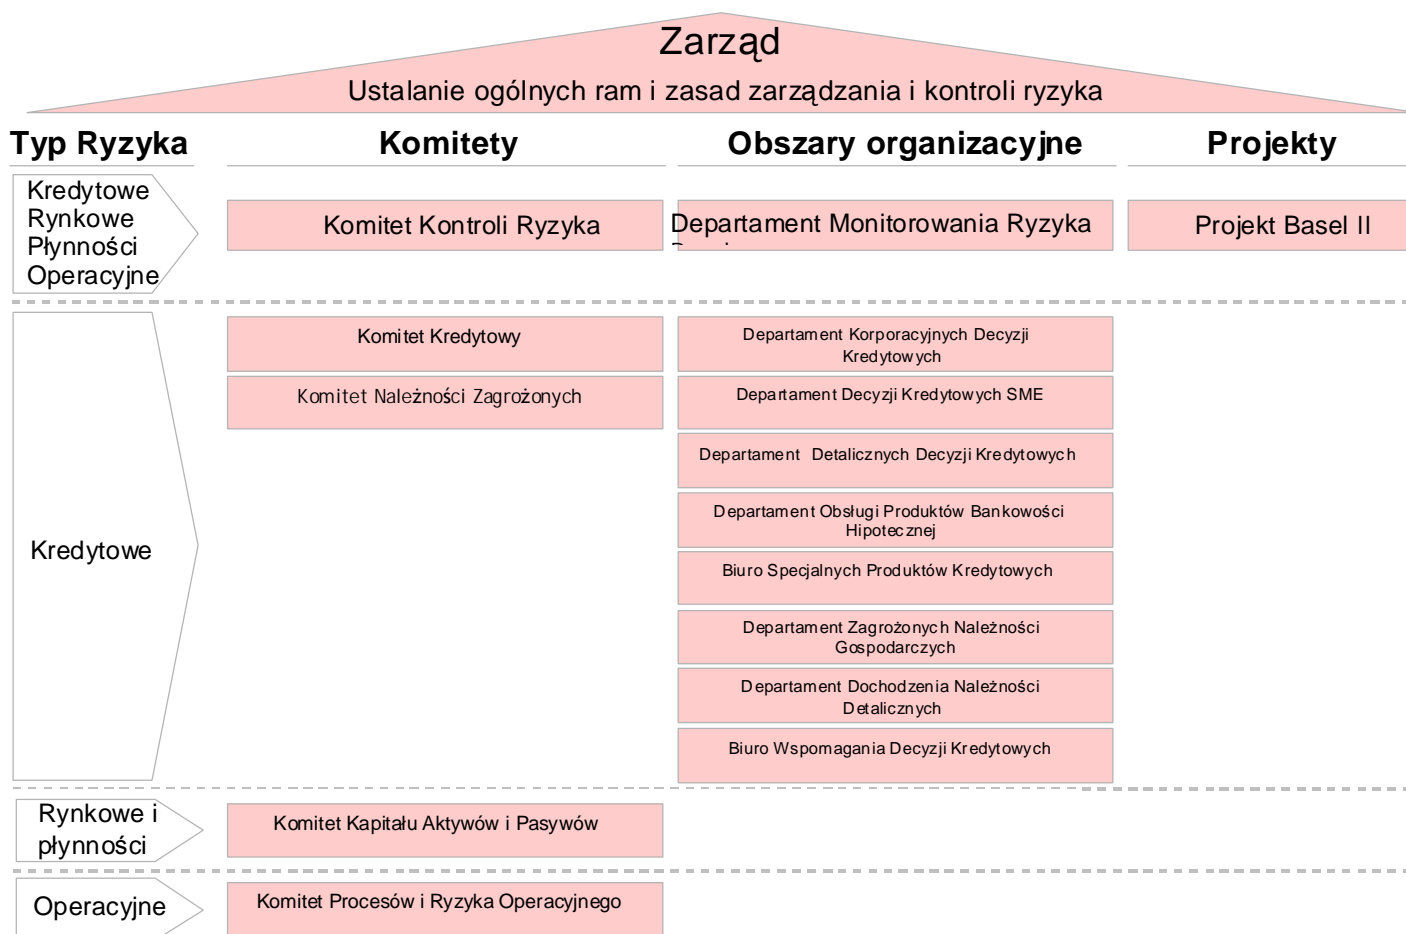 Zarząd
Ustalanie ogólnych ram i zasad zarządzania i kontroli ryzyka
Typ Ryzyka
Komitety
Obszary organizacyjne
Projekty
Kredytowe
Rynkowe
Płynności
Operacyjne
Komitet Kontroli Ryzyka
Departament Monitorowania Ryzyka
Projekt Basel II
Kredytowe
Komitet Kredytowy
Komitet Należności Zagrożonych
Departament Korporacyjnych Decyzji
Kredytowych
Departament Decyzji Kredytowych SME
Departament Detalicznych Decyzji Kredytowych
Departament Obsługi Produktów Bankowości
Hipotecznej
Biuro Specjalnych Produktów Kredytowych
Departament Zagrożonych Należności
Gospodarczych
Departament Dochodzenia Należności
Detalicznych
Biuro Wspomagania Decyzji Kredytowych
Rynkowe i
płynności
Komitet Kapitału Aktywów i Pasywów
Operacyjne
Komitet Procesów i Ryzyka Operacyjnego